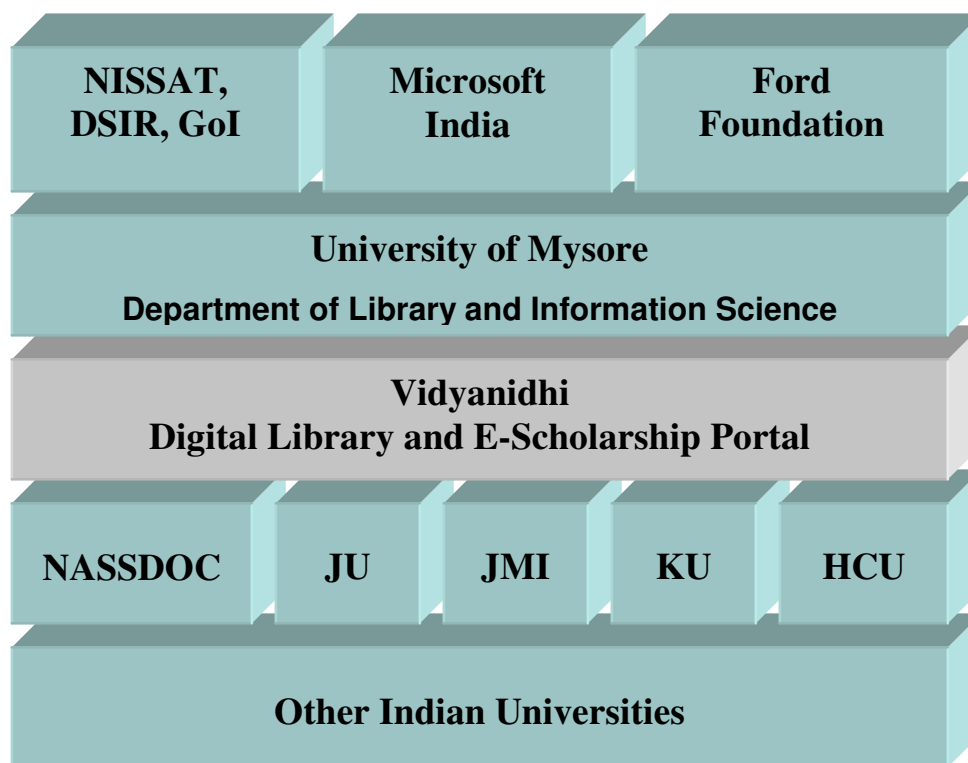 NISSAT,
DSIR, GoI
Microsoft
India
Ford
Foundation
University of Mysore
Department of Library and Information Science
Vidyanidhi
Digital Library and E-Scholarship Portal
NASSDOC
JU
JMI
KU
HCU
Other Indian Universities